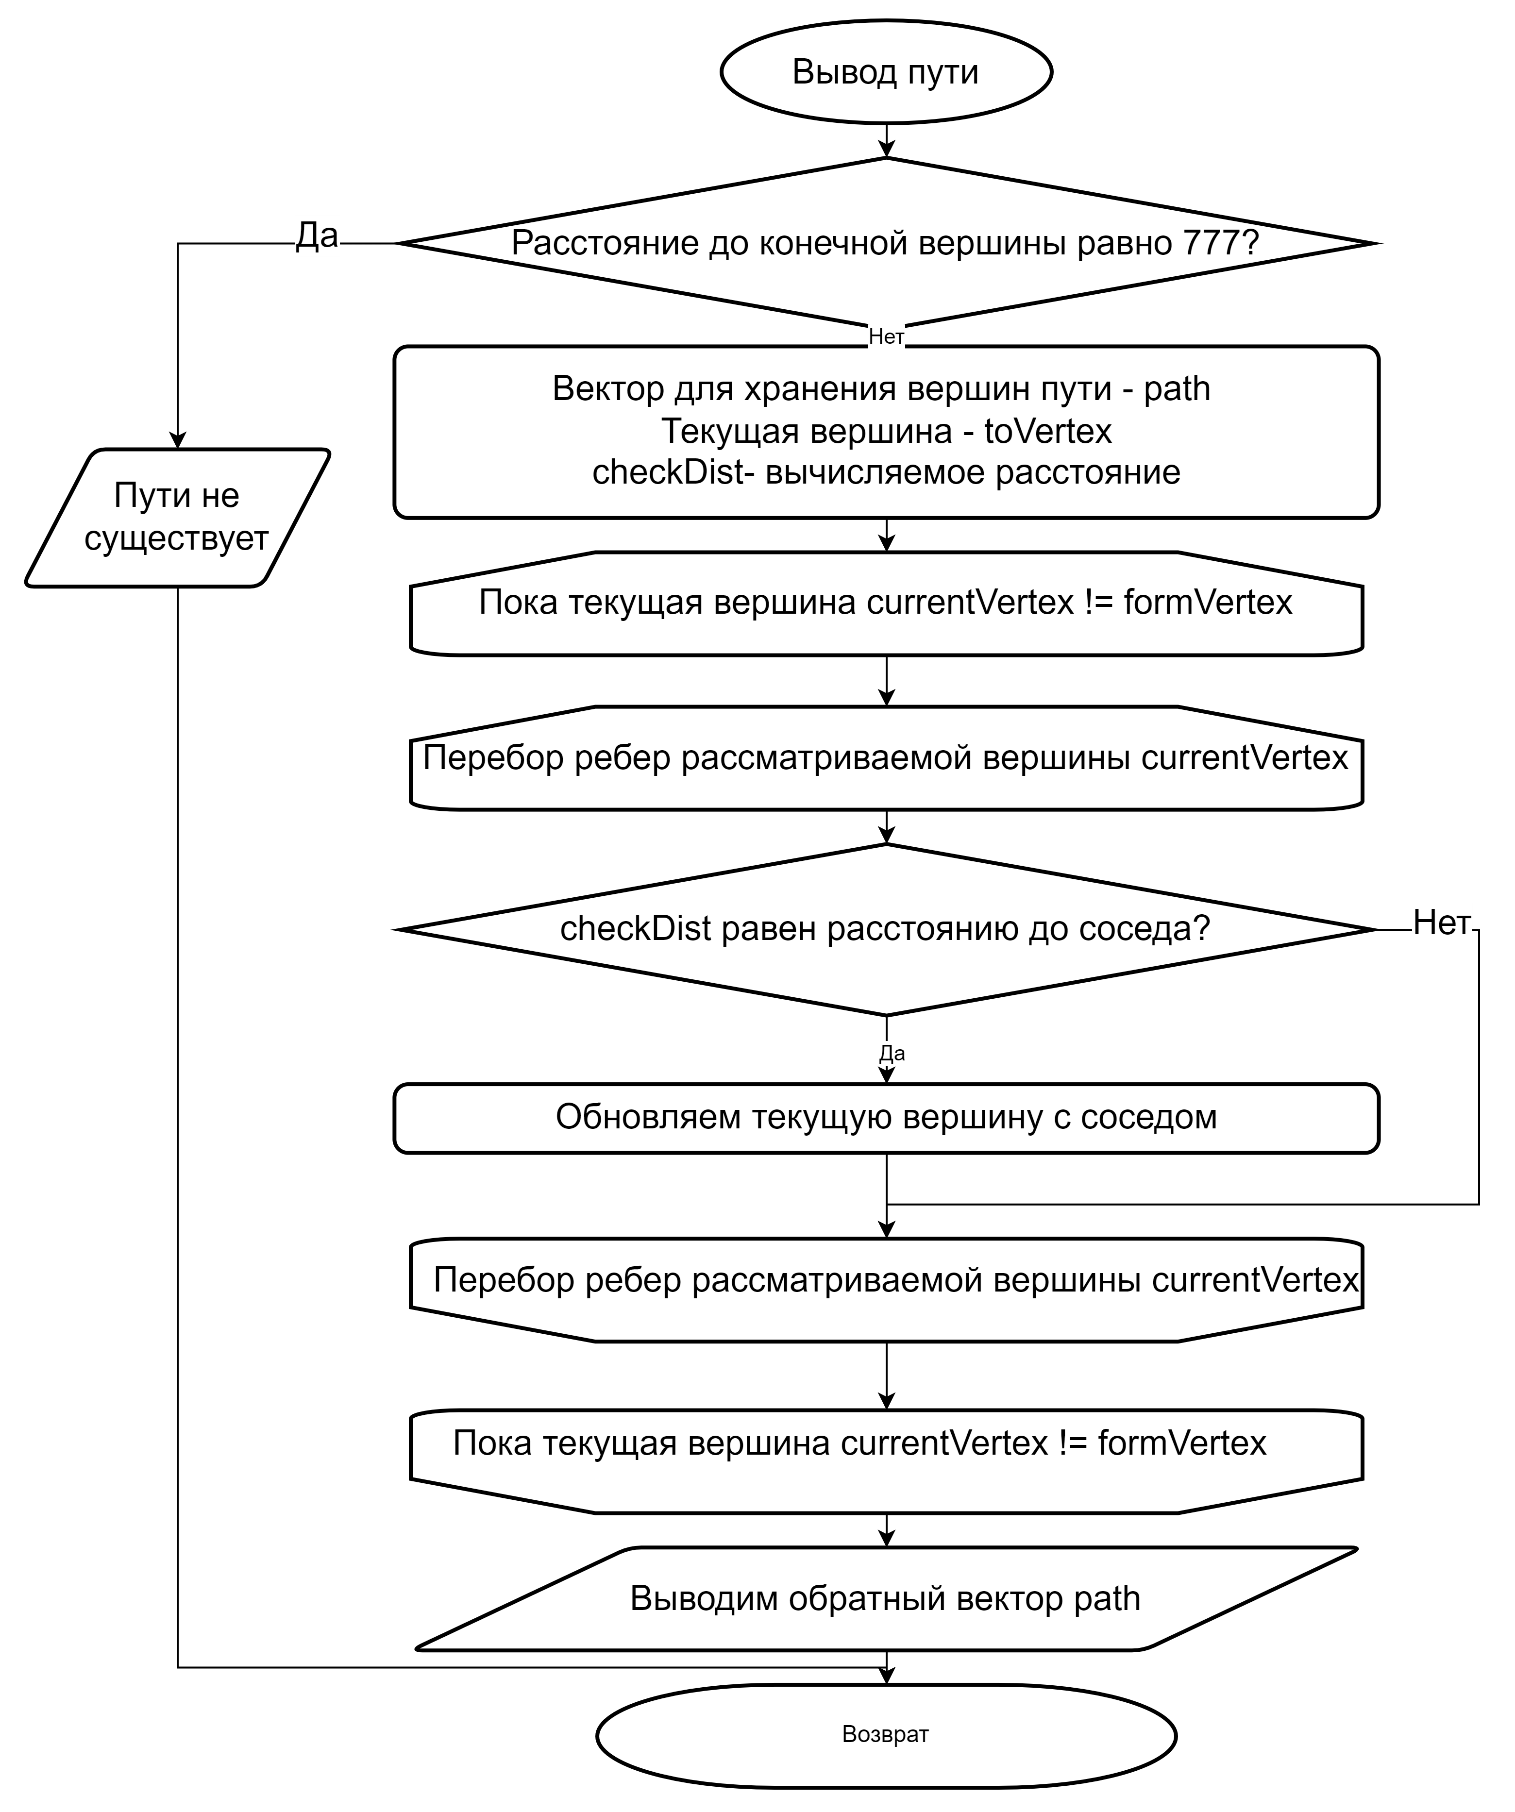 Вывод пути
Да
Расстояние до конечной вершины равно 777?
Нет
Вектор для хранения вершин пути - path
Текущая вершина - toVertex
checkDist- вычисляемое расстояние
Пути не
существует
Пока текущая вершина currentVertex != formVertex
Перебор ребер рассматриваемой вершины currentVertex
checkDist равен расстоянию до соседа?
Нет
Да
Обновляем текущую вершину с соседом
Перебор ребер рассматриваемой вершины currentVertex
Пока текущая вершина currentVertex != formVertex
Выводим обратный вектор path
Возврат